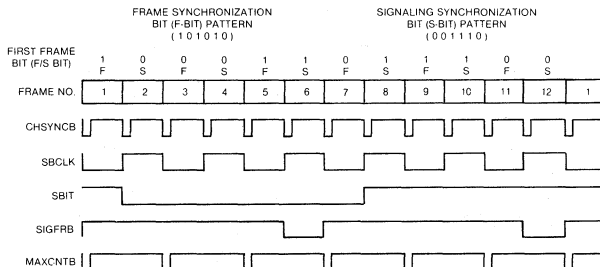 FRAME SYNCHRONIZATION
BIT (F-BIT) PATTERN
(101010)
SIGNALING SYNCHRONIZATION
BIT (S-BIT) PATTERN
(001110)
FIRST FRAME
BIT (F/S BIT)
1 0 0 0 1 1 0 1 1 1 0 0
F S F S F S F S F S F S
FRAME NO. 1 2 3 4 5 6 7 8 9 10 11 12 1
CHSYNCB
SBCLK
SBIT
SIGFRB
MAXCNTB